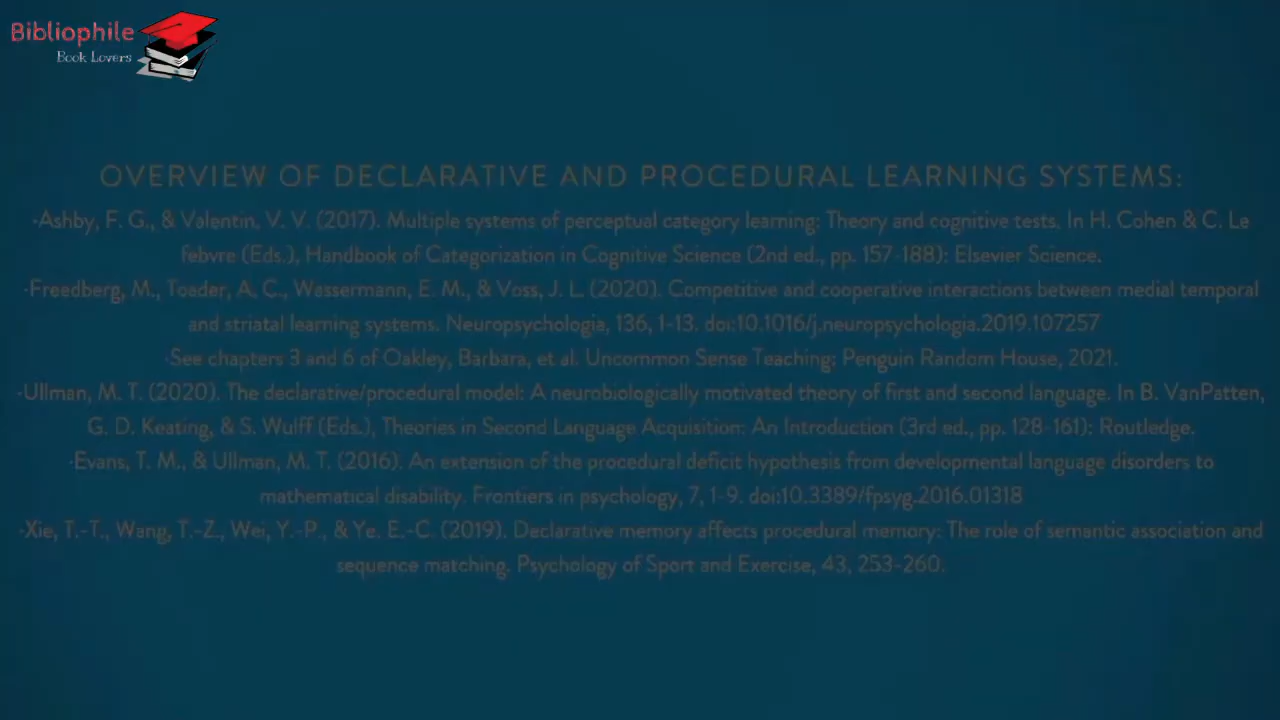 Bibliophile
Book Lovers
OVERVIEW OF DECLARATIVE AND PROCEDURAL LEARNING SYSTEMS:
-Ashby, F. G., & Valentin, V. V. (2017). Multiple systems of perceptual category learning: Theory and cognitive tests. In H. Cohen & C. Le
febvre (Eds.), Handbook of Categorization in Cognitive Science (2nd ed., pp. 157-188): Elsevier Science.
-Freedberg, M., Toader, A. C., Wassermann, E. M., & Voss, J. L. (2020). Competitive and cooperative interactions between medial temporal
and striatal learning systems. Neuropsychologia, 136, 1-13. doi:10.1016/j.neuropsychologia.2019.107257
-See chapters 3 and 6 of Oakley, Barbara, et al. Uncommon Sense Teaching: Penguin Random House, 2021.
-Ullman, M. T. (2020). The declarative/procedural model: A neurobiologically motivated theory of first and second language. In B. VanPatten,
G. D. Keating, & S. Wulff (Eds.), Theories in Second Language Acquisition: An Introduction (3rd ed., pp. 128-161): Routledge.
-Evans, T. M., & Ullman, M. T. (2016). An extension of the procedural deficit hypothesis from developmental language disorders to
mathematical disability. Frontiers in psychology, 7, 1-9. doi:10.3389/fpsyg.2016.01318
-Xie, T.-T., Wang, T.-Z., Wei, Y.-P., & Ye. E.-C. (2019). Declarative memory affects procedural memory: The role of semantic association and
sequence matching. Psychology of Sport and Exercise, 43, 253-260.